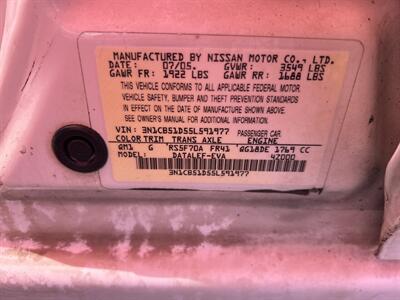 MANUFACTURED BY NISSAN MOTOR CO., LTD.
DATE: 07/05. GVWR: 3549 LBS
GAWR FR: 1922 LBS GAWR RR: 1688 LBS
THIS VEHICLE CONFORMS TO ALL APPLICABLE FEDERAL MOTOR
VEHICLE SAFETY, BUMPER AND THEFT PREVENTION STANDARDS
IN EFFECT ON THE DATE OF MANUFACTURE SHOWN ABOVE.
SEE OWNER'S MANUAL FOR ADDITIONAL INFORMATION
VIN: 3N1CB51D55L591977 PASSENGER CAR.
COLOR TRIM TRANS AXLE ENGINE
QM1 G RS5F70A FR41 QG18DE 1769 CC
MODEL: DATALEF-EVA 4Z000
3N1CB51D55L591977